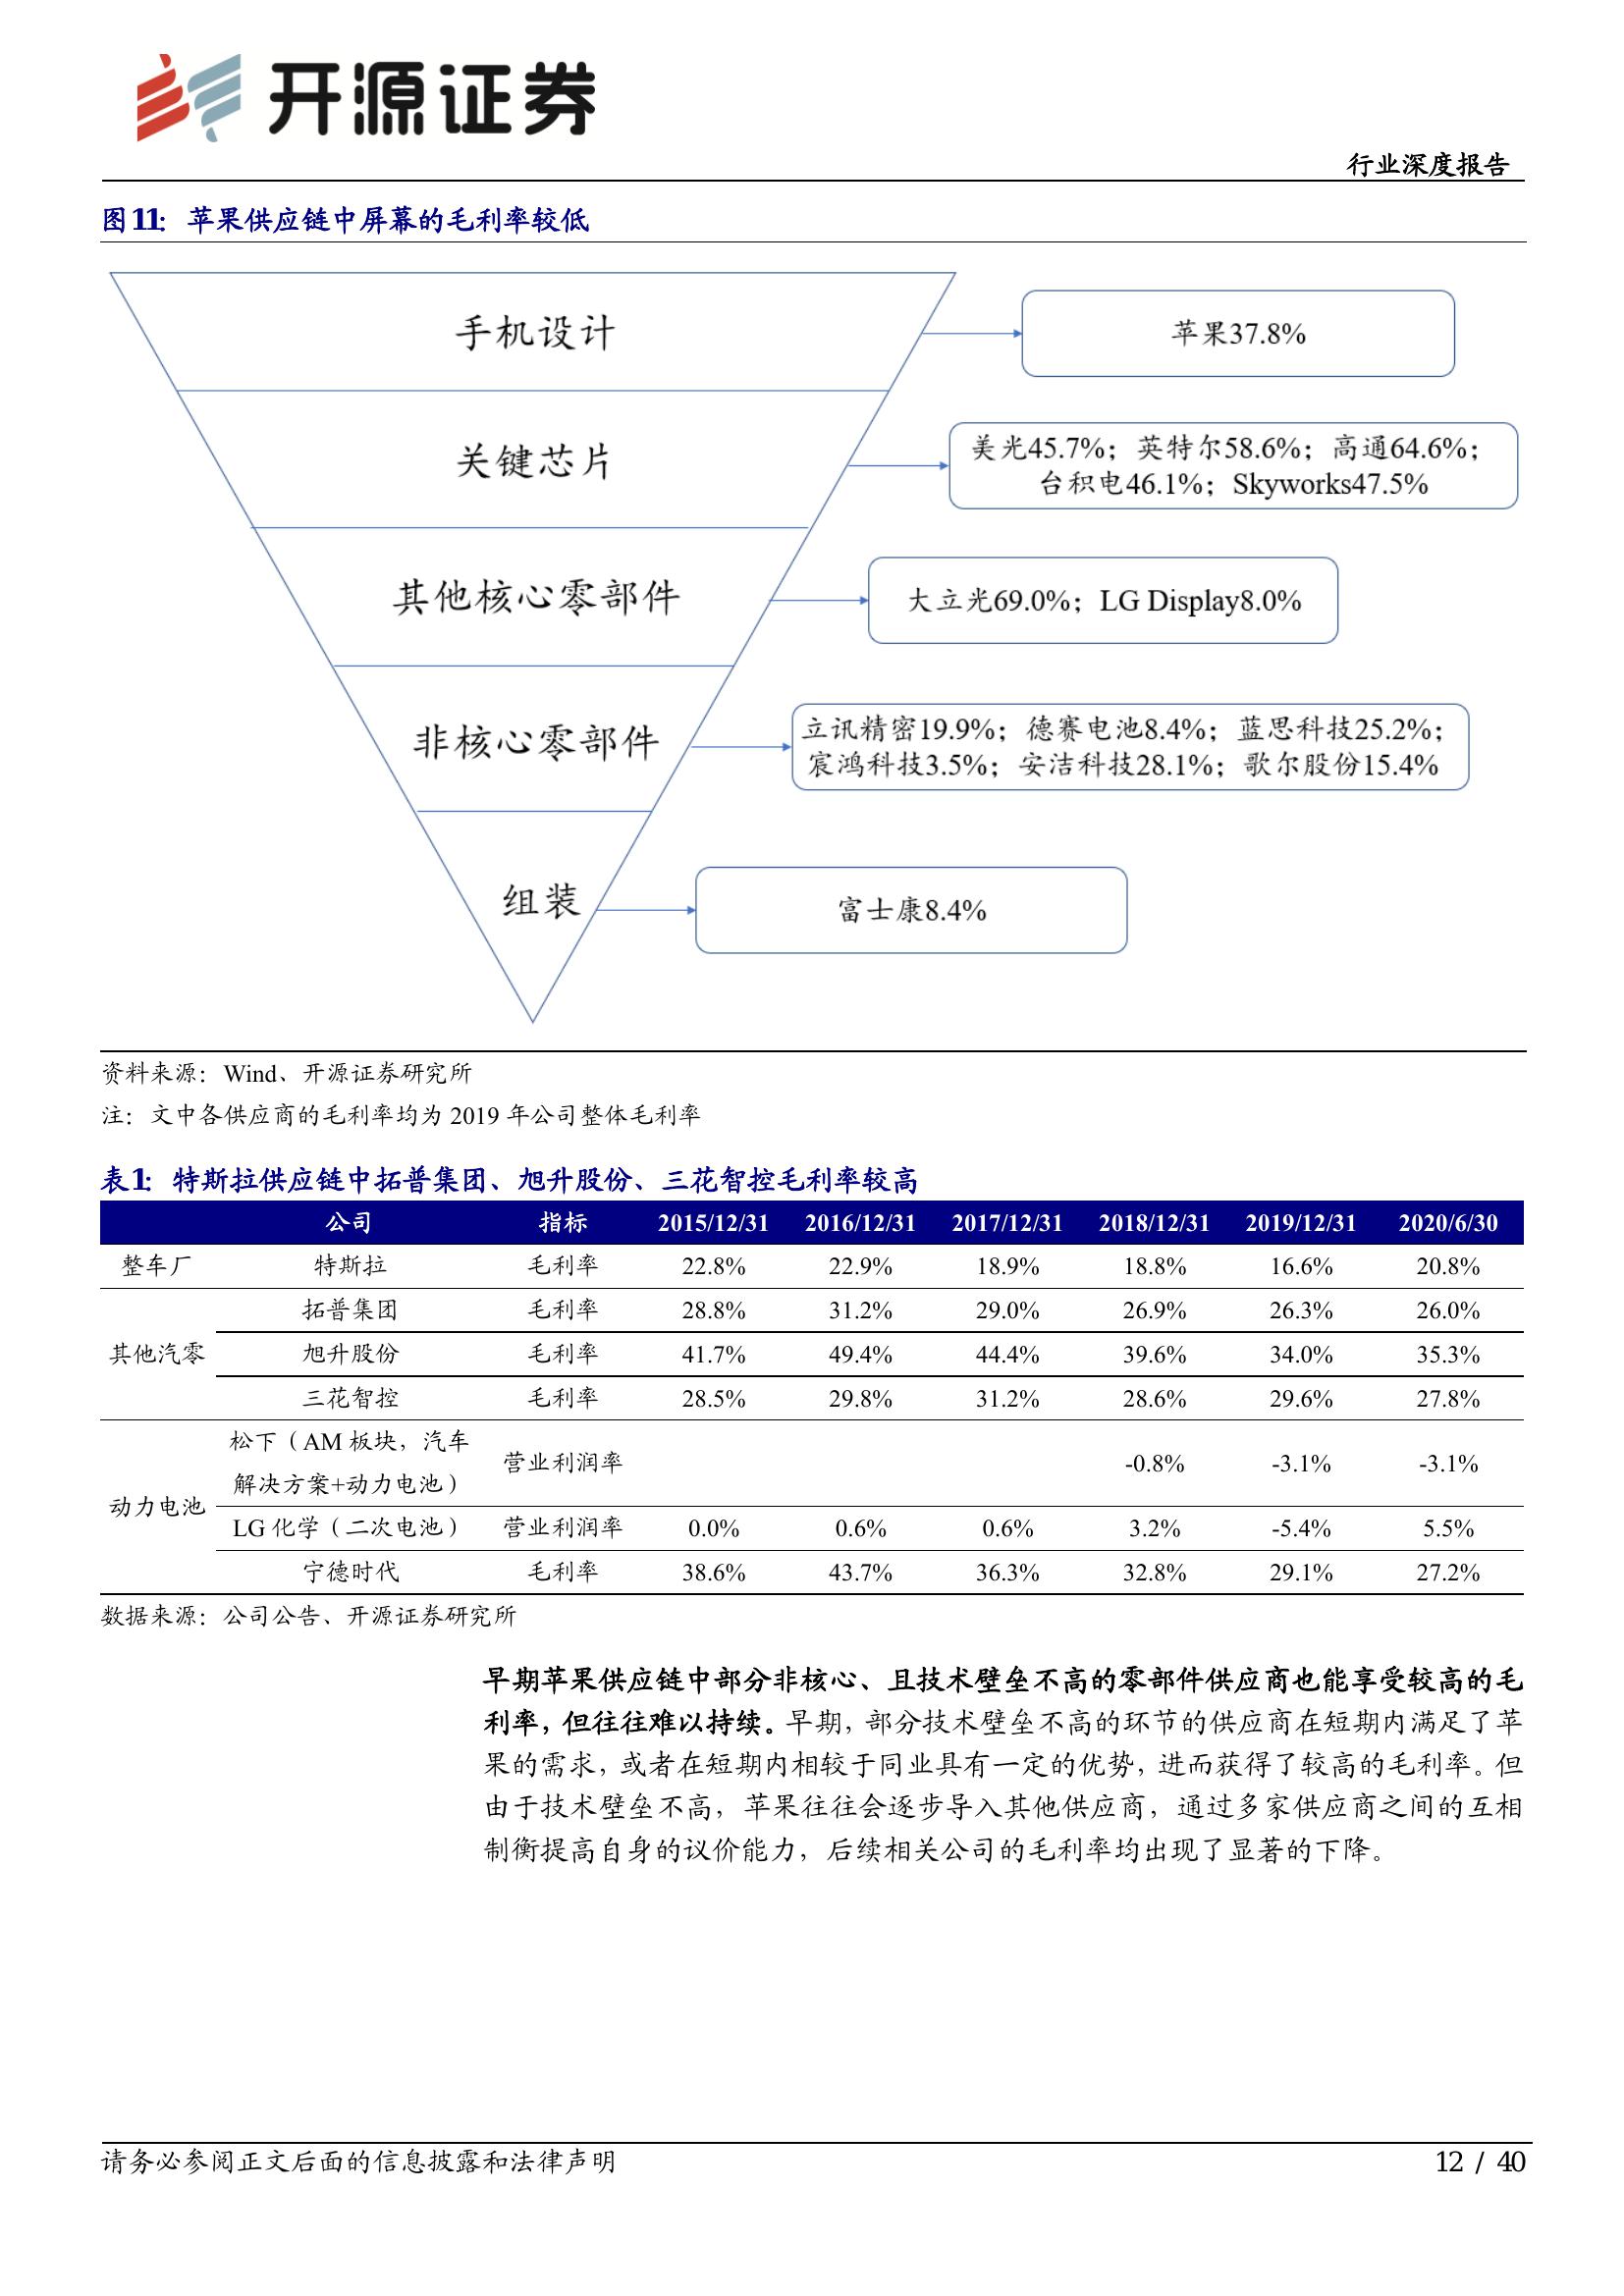 开源证券
行业深度报告
图 11: 苹果供应链中屏幕的毛利率较低
手机设计
苹果37.8%
关键芯片
美光45.7%；英特尔58.6%；高通64.6%；
台积电46.1%；Skyworks47.5%
其他核心零部件
大立光69.0%；LG Display8.0%
非核心零部件
立讯精密19.9%；德赛电池8.4%；蓝思科技25.2%；
宸鸿科技3.5%；安洁科技28.1%；歌尔股份15.4%
组装
富士康8.4%
资料来源：Wind、开源证券研究所
注：文中各供应商的毛利率均为 2019 年公司整体毛利率
表 1: 特斯拉供应链中拓普集团、旭升股份、三花智控毛利率较高
公司 指标 2015/12/31 2016/12/31 2017/12/31 2018/12/31 2019/12/31 2020/6/30
整车厂 特斯拉 毛利率 22.8% 22.9% 18.9% 18.8% 16.6% 20.8%
拓普集团 毛利率 28.8% 31.2% 29.0% 26.9% 26.3% 26.0%
其他汽零 旭升股份 毛利率 41.7% 49.4% 44.4% 39.6% 34.0% 35.3%
三花智控 毛利率 28.5% 29.8% 31.2% 28.6% 29.6% 27.8%
松下（AM 板块，汽车
解决方案+动力电池） 营业利润率 -0.8% -3.1% -3.1%
动力电池
LG 化学（二次电池） 营业利润率 0.0% 0.6% 0.6% 3.2% -5.4% 5.5%
宁德时代 毛利率 38.6% 43.7% 36.3% 32.8% 29.1% 27.2%
数据来源：公司公告、开源证券研究所
早期苹果供应链中部分非核心、且技术壁垒不高的零部件供应商也能享受较高的毛
利率，但往往难以持续。早期，部分技术壁垒不高的环节的供应商在短期内满足了苹
果的需求，或者在短期内相较于同业具有一定的优势，进而获得了较高的毛利率。但
由于技术壁垒不高，苹果往往会逐步导入其他供应商，通过多家供应商之间的互相
制衡提高自身的议价能力，后续相关公司的毛利率均出现了显著的下降。
请务必参阅正文后面的信息披露和法律声明
12 / 40